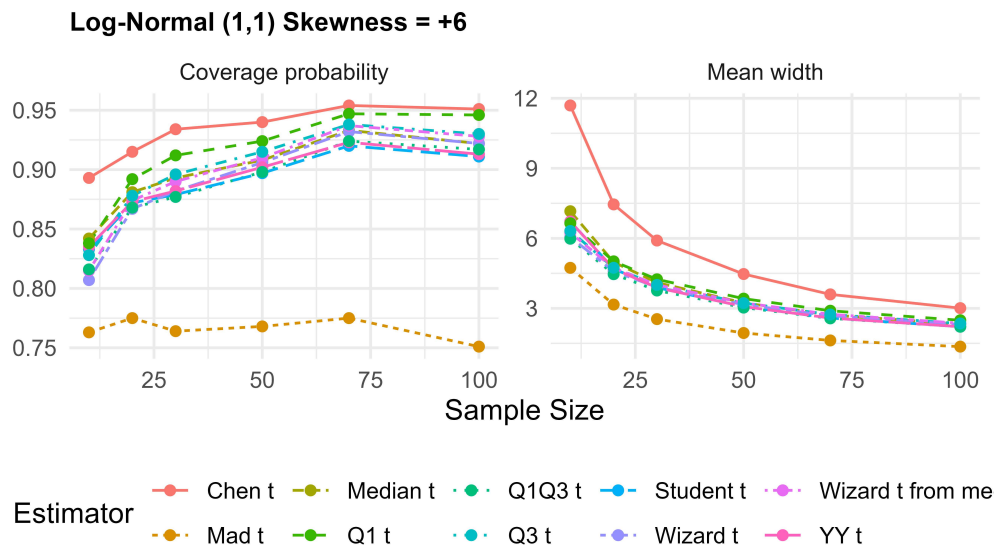 Log-Normal (1,1) Skewness = +6
Coverage probability
Mean width
0.95
0.90
0.85
0.80
0.75
12
9
6
3
25 50 75 100
25 50 75 100
Sample Size
Estimator
Chen t Median t Q1Q3 t Student t Wizard t from me
Mad t Q1 t Q3 t Wizard t YY t